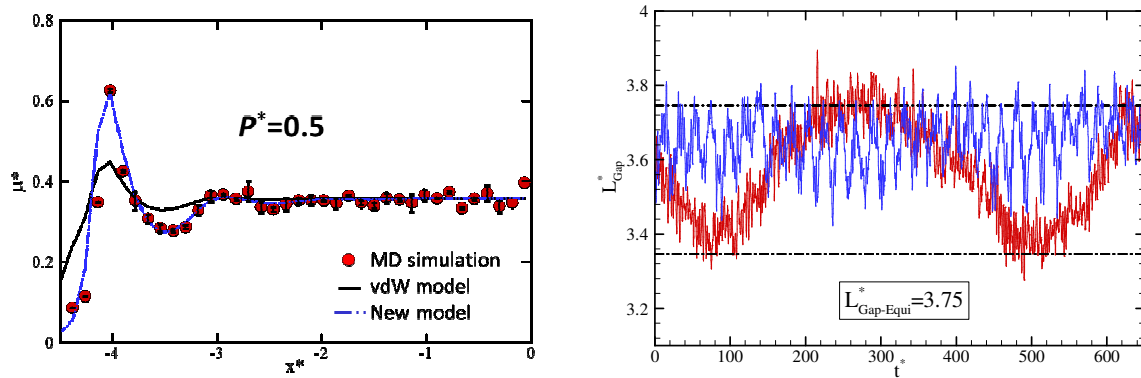 0.8
0.6
0.4
0.2
0
μ*
-4
-3
-2
-1
0
x*
P*=0.5
MD simulation
vdW model
New model
4
3.8
3.6
3.4
3.2
L*Gap
0
100
200
300
400
500
600
t*
L*Gap-Equi=3.75